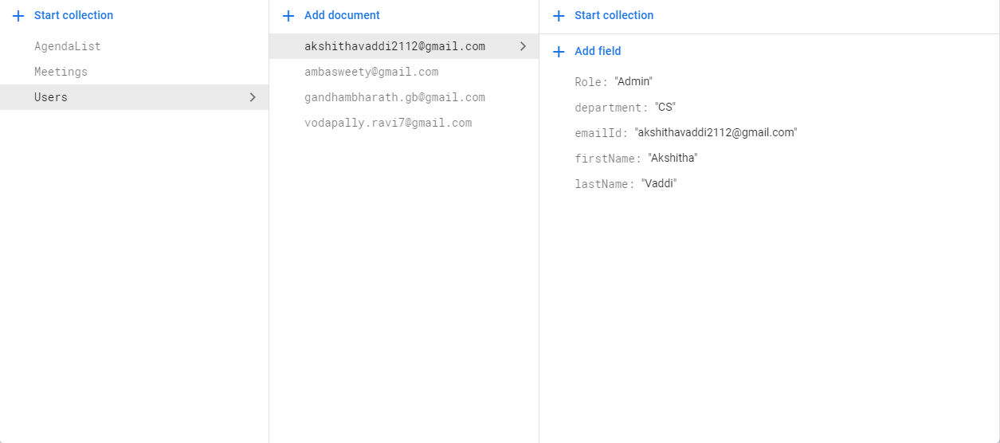 Start collection
AgendaList
Meetings
Users
Add document
akshithavaddi2112@gmail.com
ambasweety@gmail.com
gandhambharath.gb@gmail.com
vodapally.ravi7@gmail.com
Start collection
Add field
Role: "Admin"
department: "CS"
emailId: "akshithavaddi2112@gmail.com"
firstName: "Akshitha"
lastName: "Vaddi"